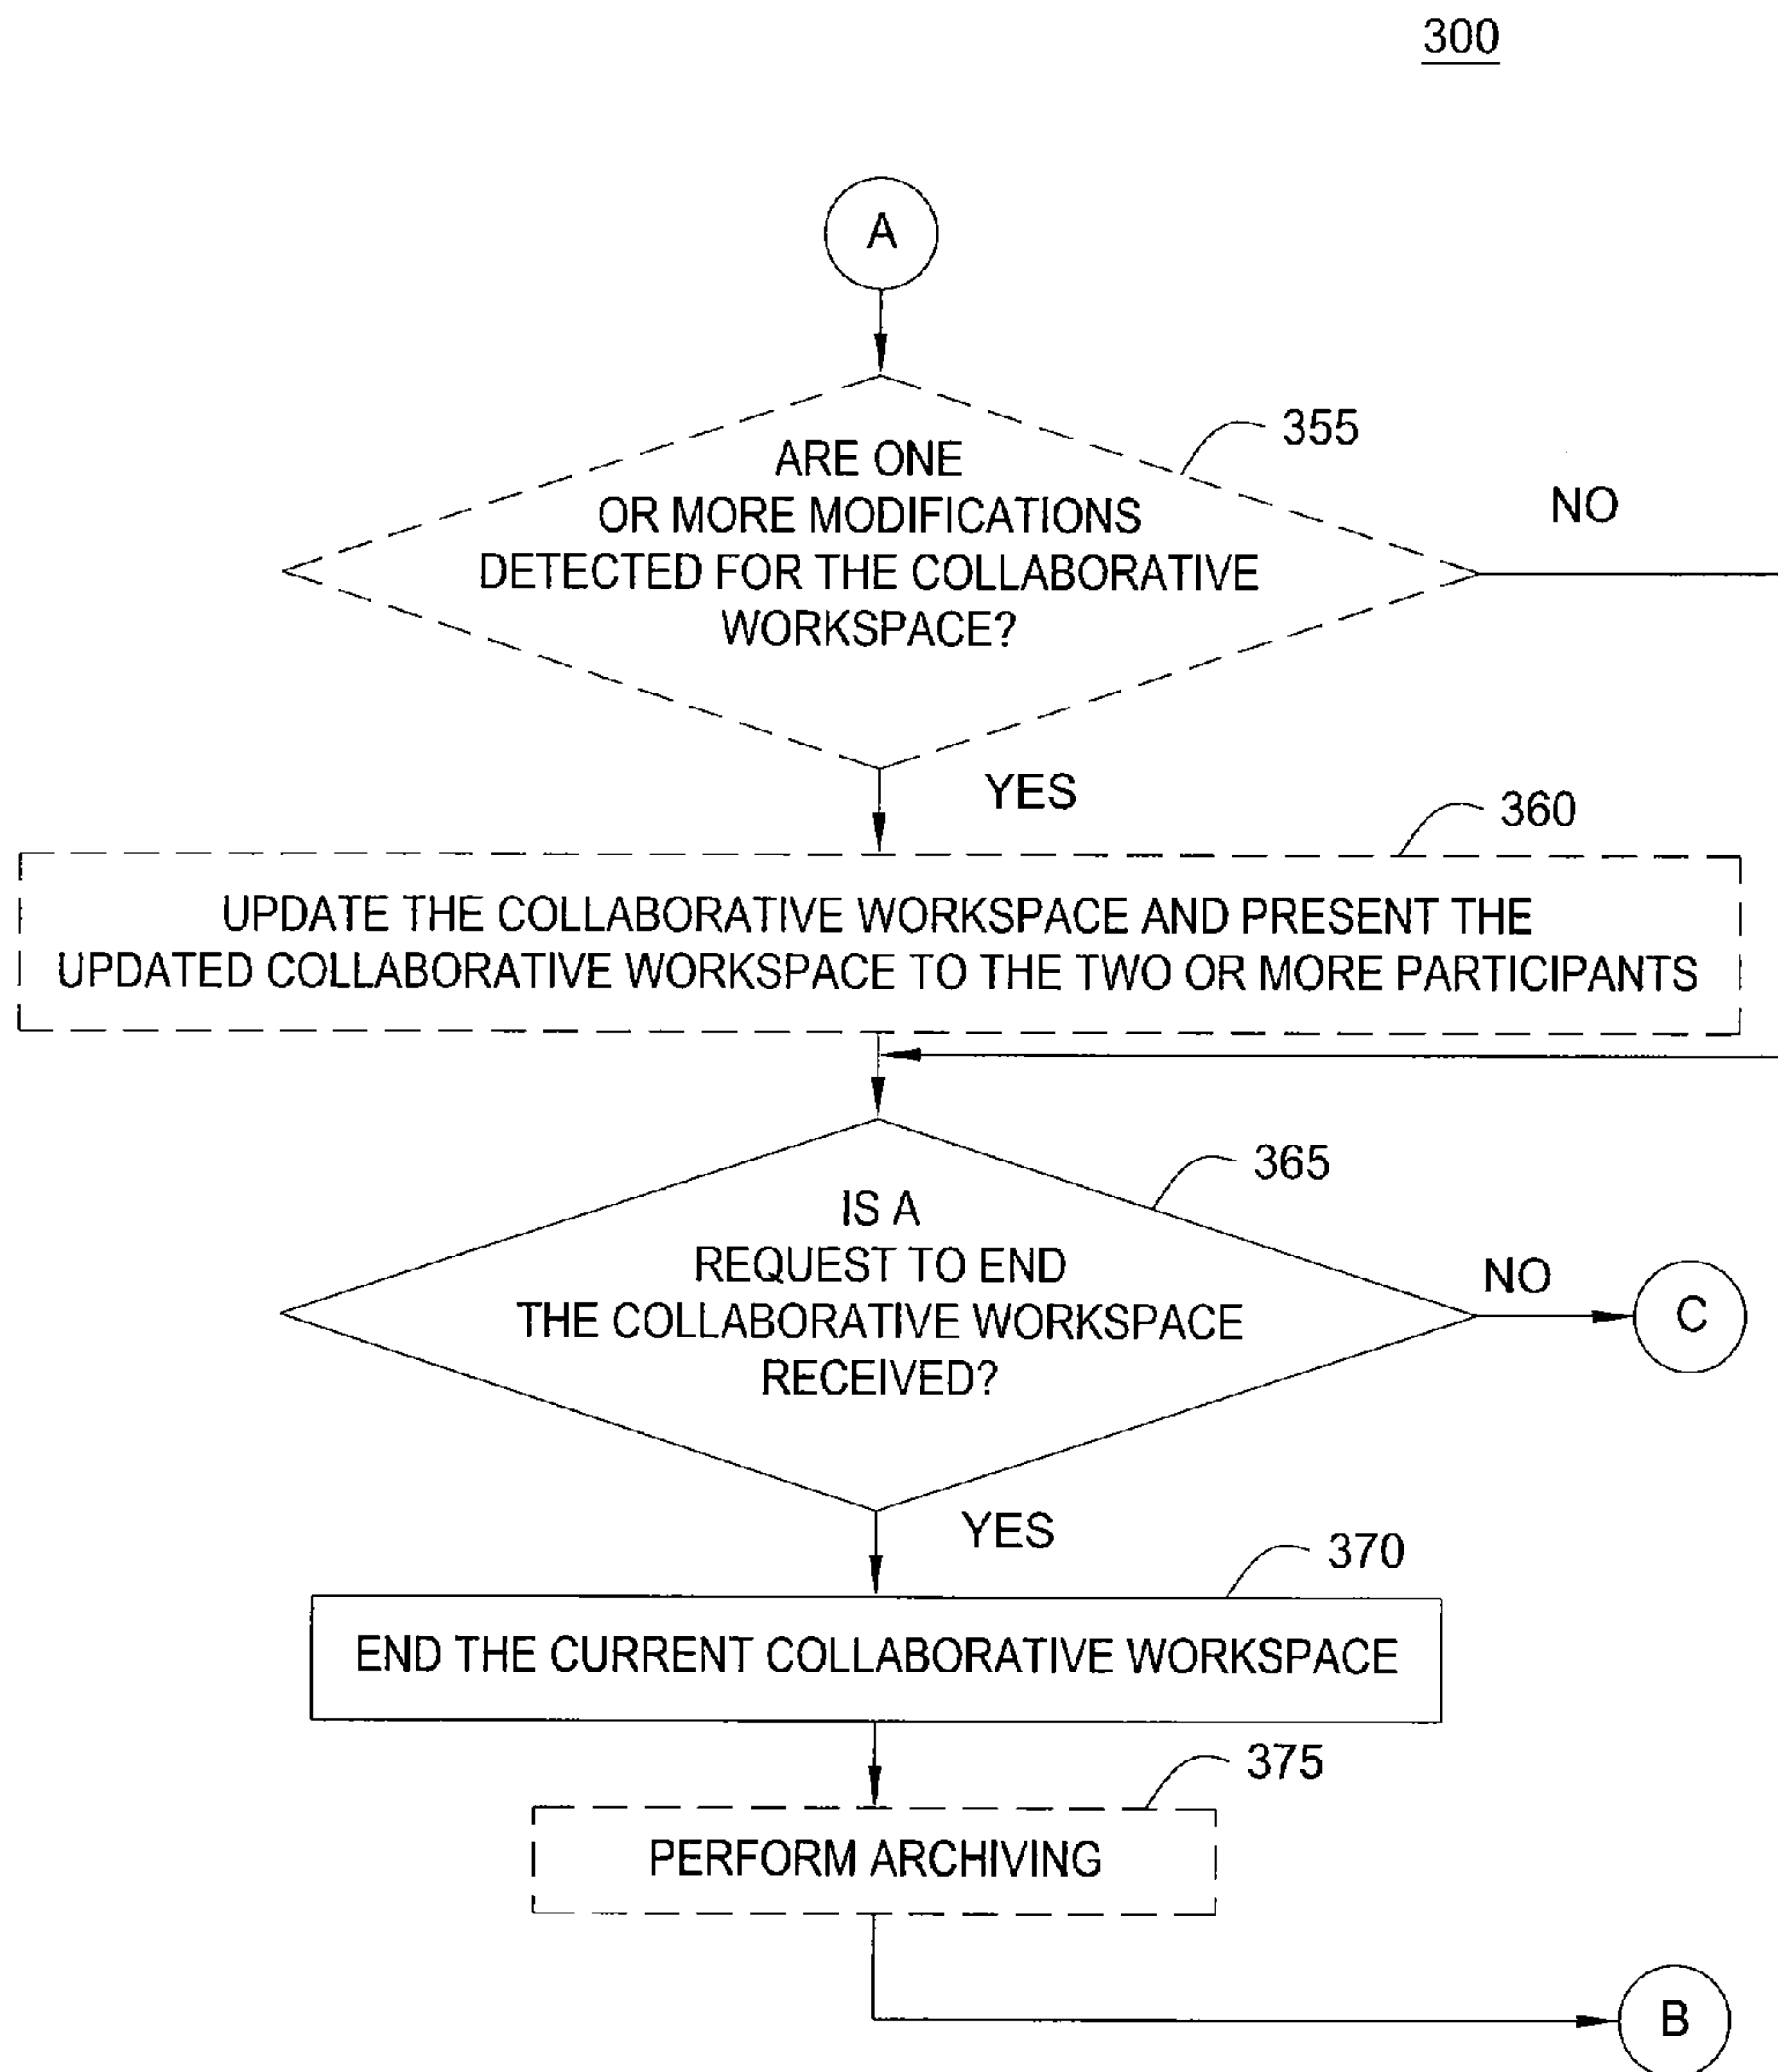 300
A
ARE ONE
OR MORE MODIFICATIONS
DETECTED FOR THE COLLABORATIVE
WORKSPACE?
355
NO
YES
360
UPDATE THE COLLABORATIVE WORKSPACE AND PRESENT THE
UPDATED COLLABORATIVE WORKSPACE TO THE TWO OR MORE PARTICIPANTS
365
IS A
REQUEST TO END
THE COLLABORATIVE WORKSPACE
RECEIVED?
NO
C
YES
370
END THE CURRENT COLLABORATIVE WORKSPACE
375
PERFORM ARCHIVING
B